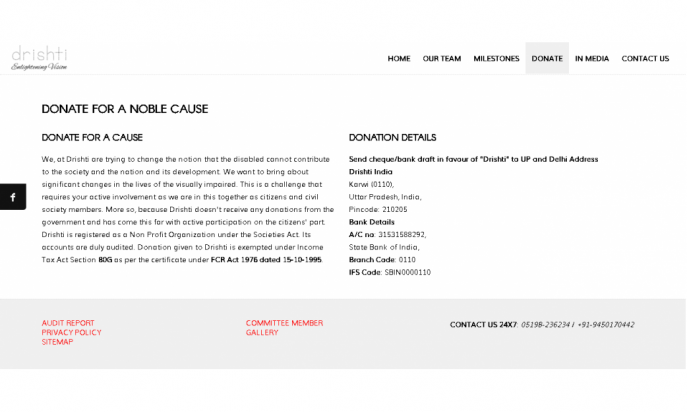 drishti
Enlightening Vision
HOME OUR TEAM MILESTONES DONATE IN MEDIA CONTACT US
DONATE FOR A NOBLE CAUSE
DONATE FOR A CAUSE
We, at Drishti are trying to change the notion that the disabled cannot contribute
to the society and the nation and its development. We want to bring about
significant changes in the lives of the visually impaired. This is a challenge that
requires your active involvement as we are in this together as citizens and civil
society members. More so, because Drishti doesn't receive any donations from the
government and has come this far with active participation on the citizens' part.
Drishti is registered as a Non Profit Organization under the Societies Act. Its
accounts are duly audited. Donation given to Drishti is exempted under Income
Tax Act Section 80G as per the certificate under FCR Act 1976 dated 15-10-1995.
DONATION DETAILS
Send cheque/bank draft in favour of "Drishti" to UP and Delhi Address
Drishti India
Karwi (0110),
Uttar Pradesh, India,
Pincode: 210205
Bank Details
A/C no: 31531588292,
State Bank of India,
Branch Code: 0110
IFS Code: SBIN0000110
f
AUDIT REPORT
PRIVACY POLICY
SITEMAP
COMMITTEE MEMBER
GALLERY
CONTACT US 24X7: 05198-236234 / +91-9450170442